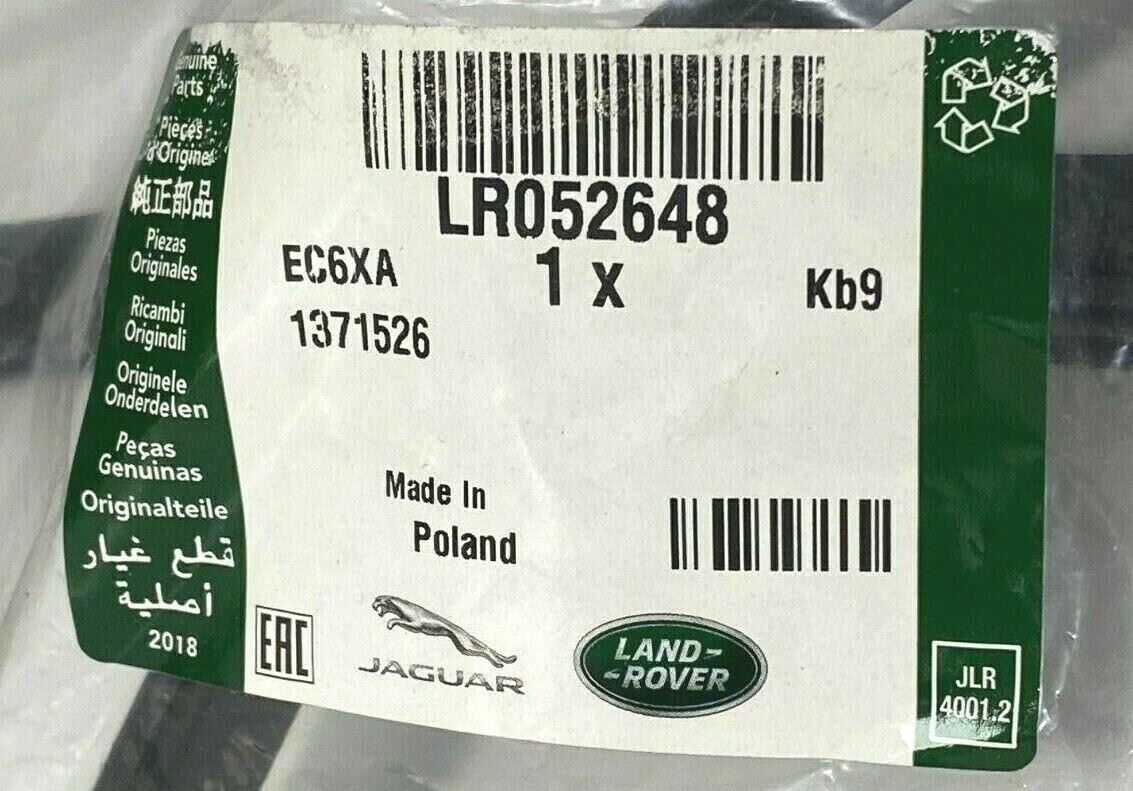 Genuine
Parts
Pièces
d'Origine
純正部品
Piezas
Originales
Ricambi
Originali
Originele
Onderdelen
Peças
Genuinas
Originalteile
قطع غيار
أصلية
2018
LR052648
EC6XA
1 x
Kb9
1371526
Made In
Poland
EAC
JAGUAR
LAND-
-ROVER
JLR
4001.2